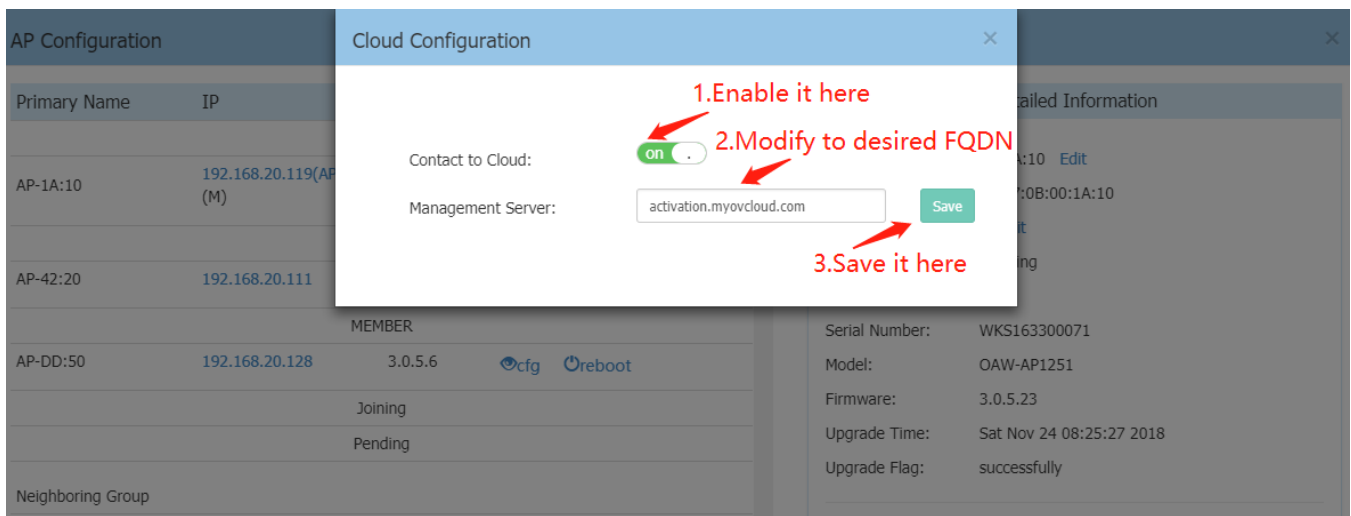 AP Configuration
Cloud Configuration
Primary Name IP
ailed Information
1.Enable it here
Contact to Cloud: on
2.Modify to desired FQDN
:10 Edit
AP-1A:10 192.168.20.119(AP
(M)
:0B:00:1A:10
Management Server: activation.myovcloud.com Save
3.Save it here
ing
AP-42:20 192.168.20.111
MEMBER
Serial Number: WKS163300071
AP-DD:50 192.168.20.128 3.0.5.6 cfg reboot
Model: OAW-AP1251
Firmware: 3.0.5.23
Joining
Upgrade Time: Sat Nov 24 08:25:27 2018
Pending
Upgrade Flag: successfully
Neighboring Group